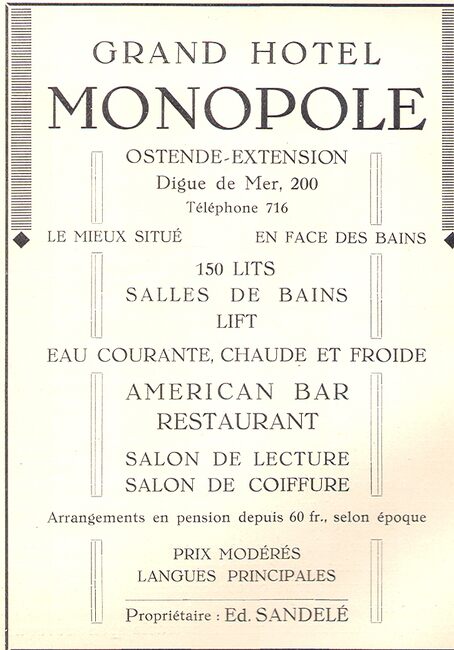 GRAND HOTEL
MONOPOLE
OSTENDE-EXTENSION
Digue de Mer, 200
Téléphone 716
LE MIEUX SITUÉ EN FACE DES BAINS
150 LITS
SALLES DE BAINS
LIFT
EAU COURANTE, CHAUDE ET FROIDE
AMERICAN BAR
RESTAURANT
SALON DE LECTURE
SALON DE COIFFURE
Arrangements en pension depuis 60 fr., selon époque
PRIX MODÉRÉS
LANGUES PRINCIPALES
Propriétaire : Ed. SANDELÉ